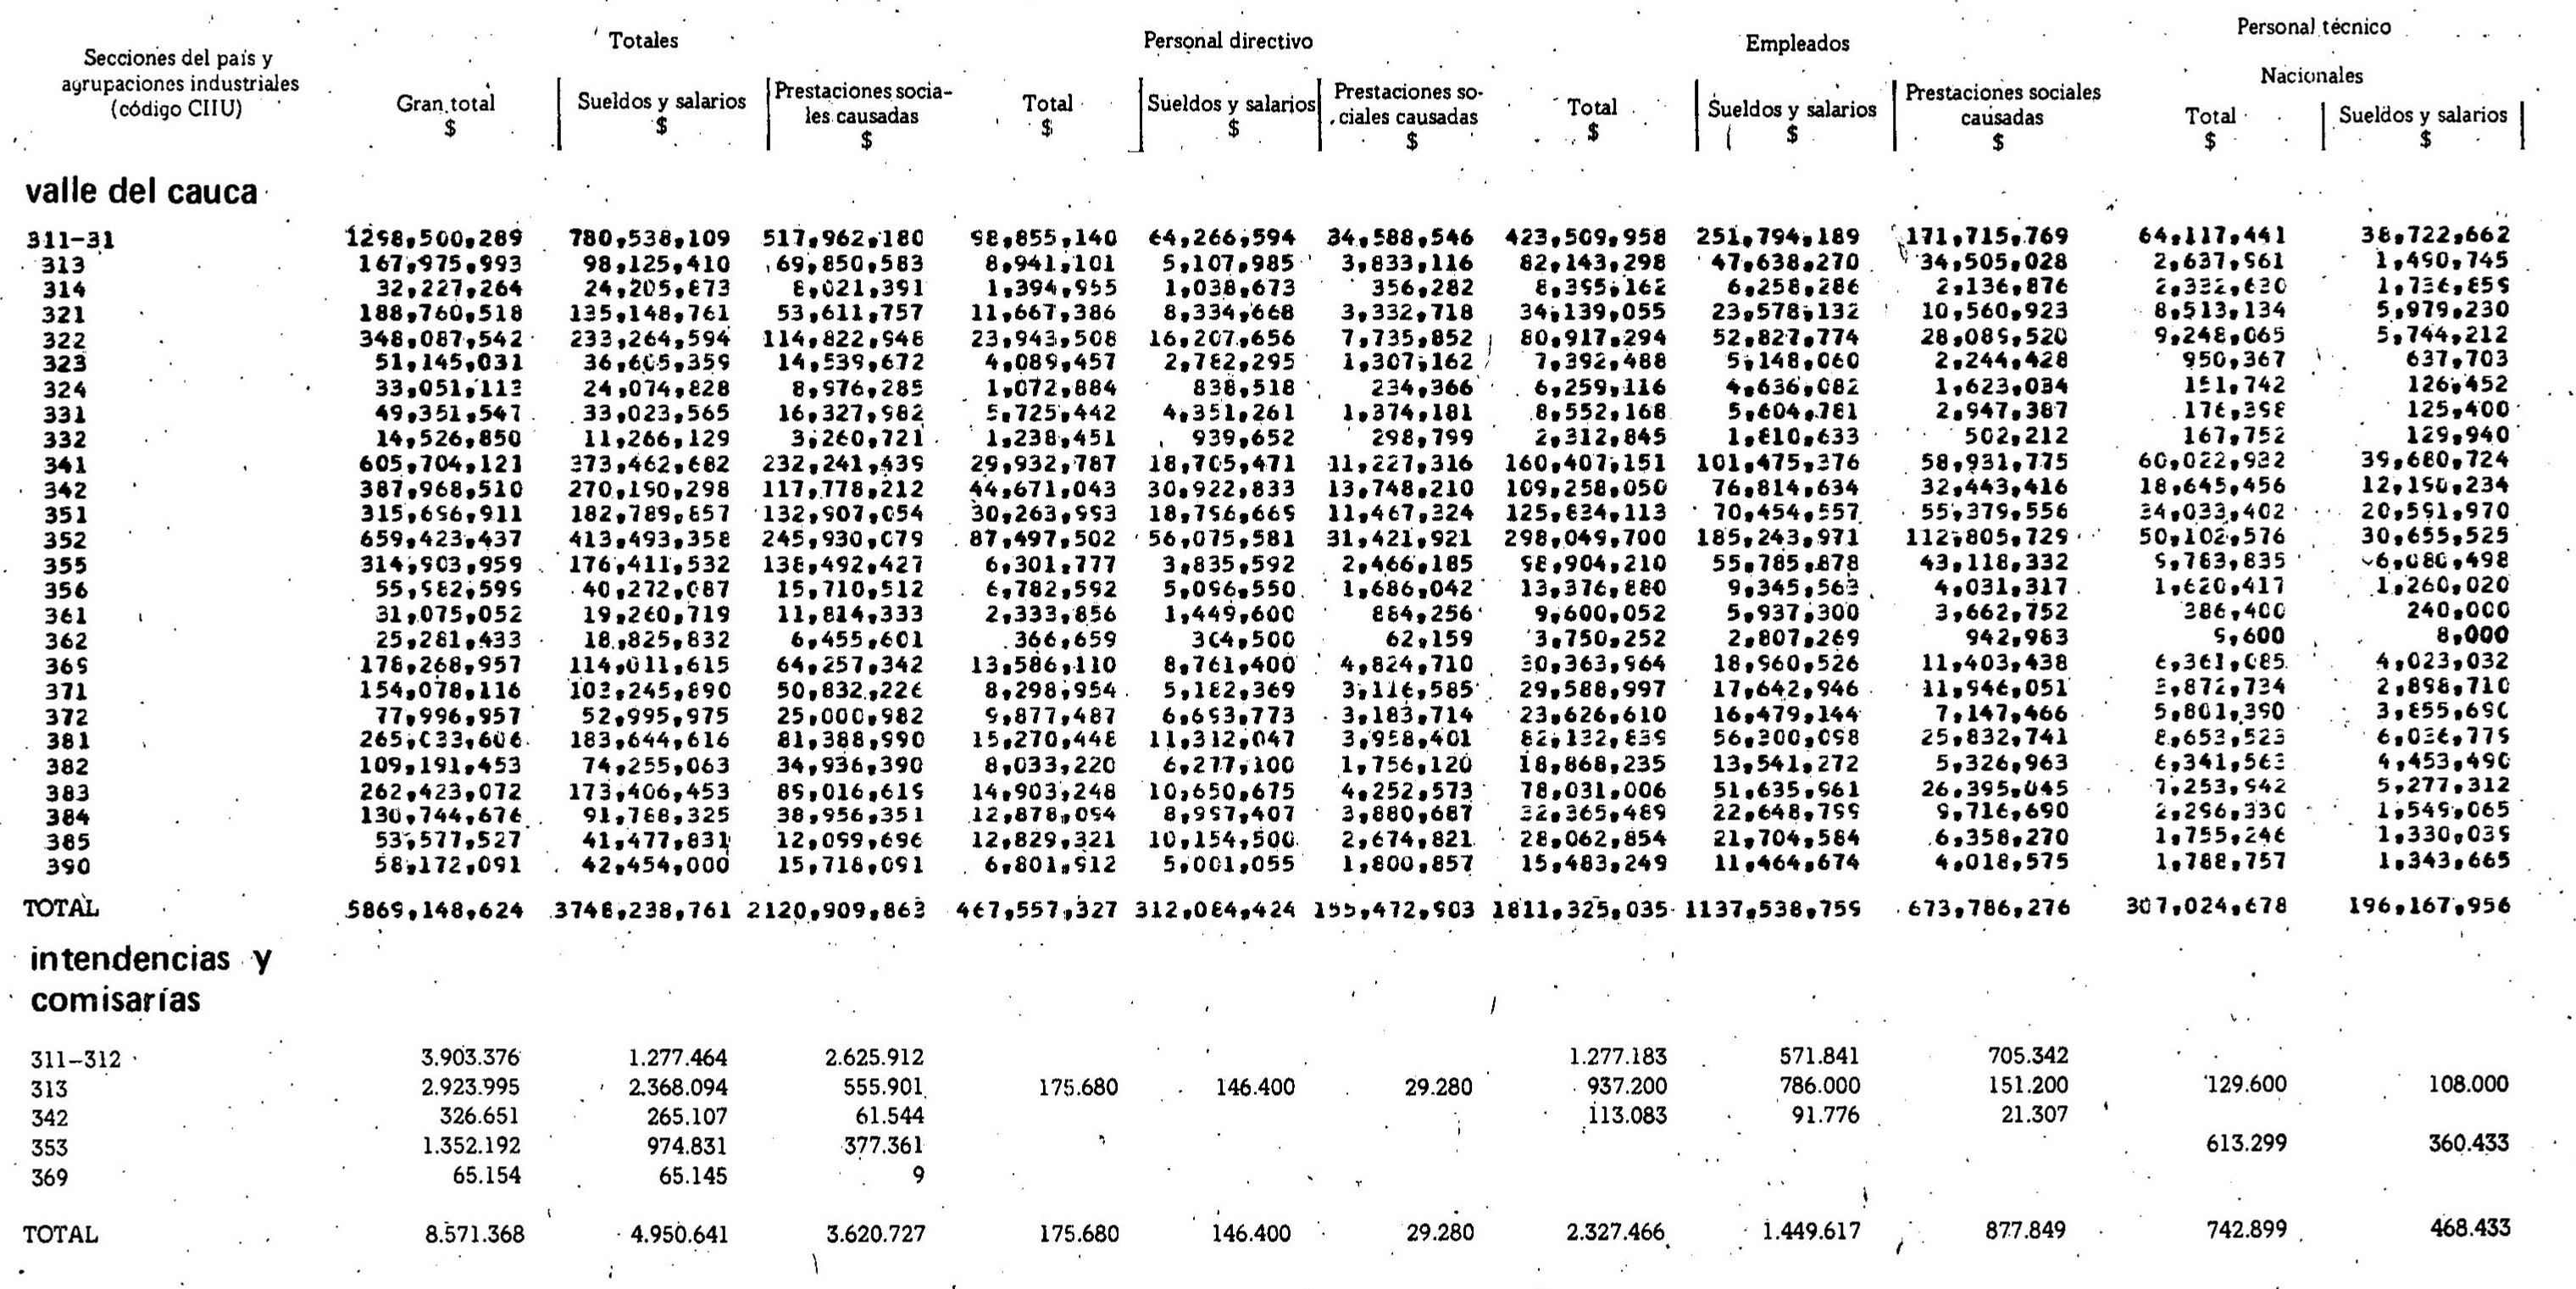 Totales Personal directivo Empleados Personal técnico
Secciones del país y agrupaciones industriales (código CIIU) Nacionales
Gran total $ Sueldos y salarios $ Prestaciones sociales causadas $ Total $ Sueldos y salarios $ Prestaciones sociales causadas $ Total $ Sueldos y salarios $ Prestaciones sociales causadas $ Total $ Sueldos y salarios $
valle del cauca
311-31 1298,500,289 780,538,109 517,962,180 98,855,140 64,266,594 34,588,546 423,509,958 251,794,189 171,715,769 64,117,441 38,722,662
313 167,975,993 98,125,410 69,850,583 8,941,101 5,107,985 3,833,116 82,143,298 47,638,270 34,505,028 2,637,961 1,490,745
314 32,227,264 24,205,873 8,021,391 1,394,955 1,038,673 356,282 8,395,162 6,258,286 2,136,876 2,332,630 1,736,859
321 188,760,518 135,148,761 53,611,757 11,667,386 8,334,668 3,332,718 34,139,055 23,578,132 10,560,923 8,513,134 5,979,230
322 348,087,542 233,264,594 114,822,948 23,943,508 16,207,656 7,735,852 80,917,294 52,827,774 28,089,520 9,248,065 5,744,212
323 51,145,031 36,605,359 14,539,672 4,089,457 2,782,295 1,307,162 7,392,488 5,148,060 2,244,428 950,367 637,703
324 33,051,113 24,074,828 8,976,285 1,072,884 838,518 234,366 6,259,116 4,636,082 1,623,034 151,742 126,452
331 49,351,547 33,023,565 16,327,982 5,725,442 4,351,261 1,374,181 8,552,168 5,604,781 2,947,387 176,398 125,400
332 14,526,850 11,266,129 3,260,721 1,238,451 939,652 298,799 2,312,845 1,810,633 502,212 167,752 129,940
341 605,704,121 373,462,682 232,241,439 29,932,787 18,705,471 11,227,316 160,407,151 101,475,376 58,931,775 60,022,932 39,680,724
342 387,968,510 270,190,298 117,778,212 44,671,043 30,922,833 13,748,210 109,258,050 76,814,634 32,443,416 18,645,456 12,190,234
351 315,696,911 182,789,857 132,907,054 30,263,993 18,796,669 11,467,324 125,834,113 70,454,557 55,379,556 34,033,402 20,591,970
352 659,423,437 413,493,358 245,930,079 87,497,502 56,075,581 31,421,921 298,049,700 185,243,971 112,805,729 50,102,576 30,655,525
355 314,903,959 176,411,532 138,492,427 6,301,777 3,835,592 2,466,185 98,904,210 55,785,878 43,118,332 9,783,835 6,080,498
356 55,982,599 40,272,087 15,710,512 6,782,592 5,096,550 1,686,042 13,376,880 9,345,563 4,031,317 1,620,417 1,260,020
361 31,075,052 19,260,719 11,814,333 2,333,856 1,449,600 884,256 9,600,052 5,937,300 3,662,752 386,400 240,000
362 25,281,433 18,825,832 6,455,601 366,659 304,500 62,159 3,750,252 2,807,269 942,983 9,600 8,000
369 178,268,957 114,011,615 64,257,342 13,586,110 8,761,400 4,824,710 30,363,964 18,960,526 11,403,438 6,361,085 4,023,032
371 154,078,116 103,245,890 50,832,226 8,298,954 5,182,369 3,116,585 29,588,997 17,642,946 11,946,051 3,872,734 2,898,710
372 77,996,957 52,995,975 25,000,982 9,877,487 6,693,773 3,183,714 23,626,610 16,479,144 7,147,466 5,801,390 3,855,690
381 265,033,606 183,644,616 81,388,990 15,270,448 11,312,047 3,958,401 82,132,839 56,300,098 25,832,741 8,653,523 6,036,779
382 109,191,453 74,255,063 34,936,390 8,033,220 6,277,100 1,756,120 18,868,235 13,541,272 5,326,963 6,341,563 4,453,490
383 262,423,072 173,406,453 89,016,619 14,903,248 10,650,675 4,252,573 78,031,006 51,635,961 26,395,045 7,253,942 5,277,312
384 130,744,676 91,788,325 38,956,351 12,878,094 8,997,407 3,880,687 32,365,489 22,648,799 9,716,690 2,296,330 1,549,065
385 53,577,527 41,477,831 12,099,696 12,829,321 10,154,500 2,674,821 28,062,854 21,704,584 6,358,270 1,755,246 1,330,039
390 58,172,091 42,454,000 15,718,091 6,801,912 5,001,055 1,800,857 15,483,249 11,464,674 4,018,575 1,788,757 1,343,665
TOTAL 5869,148,624 3748,238,761 2120,909,863 467,557,327 312,084,424 155,472,903 1811,325,035 1137,538,759 673,786,276 307,024,678 196,167,956
intendencias y
comisarías
311–312 3.903.376 1.277.464 2.625.912 1.277.183 571.841 705.342
313 2.923.995 2.368.094 555.901 175.680 146.400 29.280 937.200 786.000 151.200 129.600 108.000
342 326.651 265.107 61.544 113.083 91.776 21.307
353 1.352.192 974.831 377.361 613.299 360.433
369 65.154 65.145 9
TOTAL 8.571.368 4.950.641 3.620.727 175.680 146.400 29.280 2.327.466 1.449.617 877.849 742.899 468.433